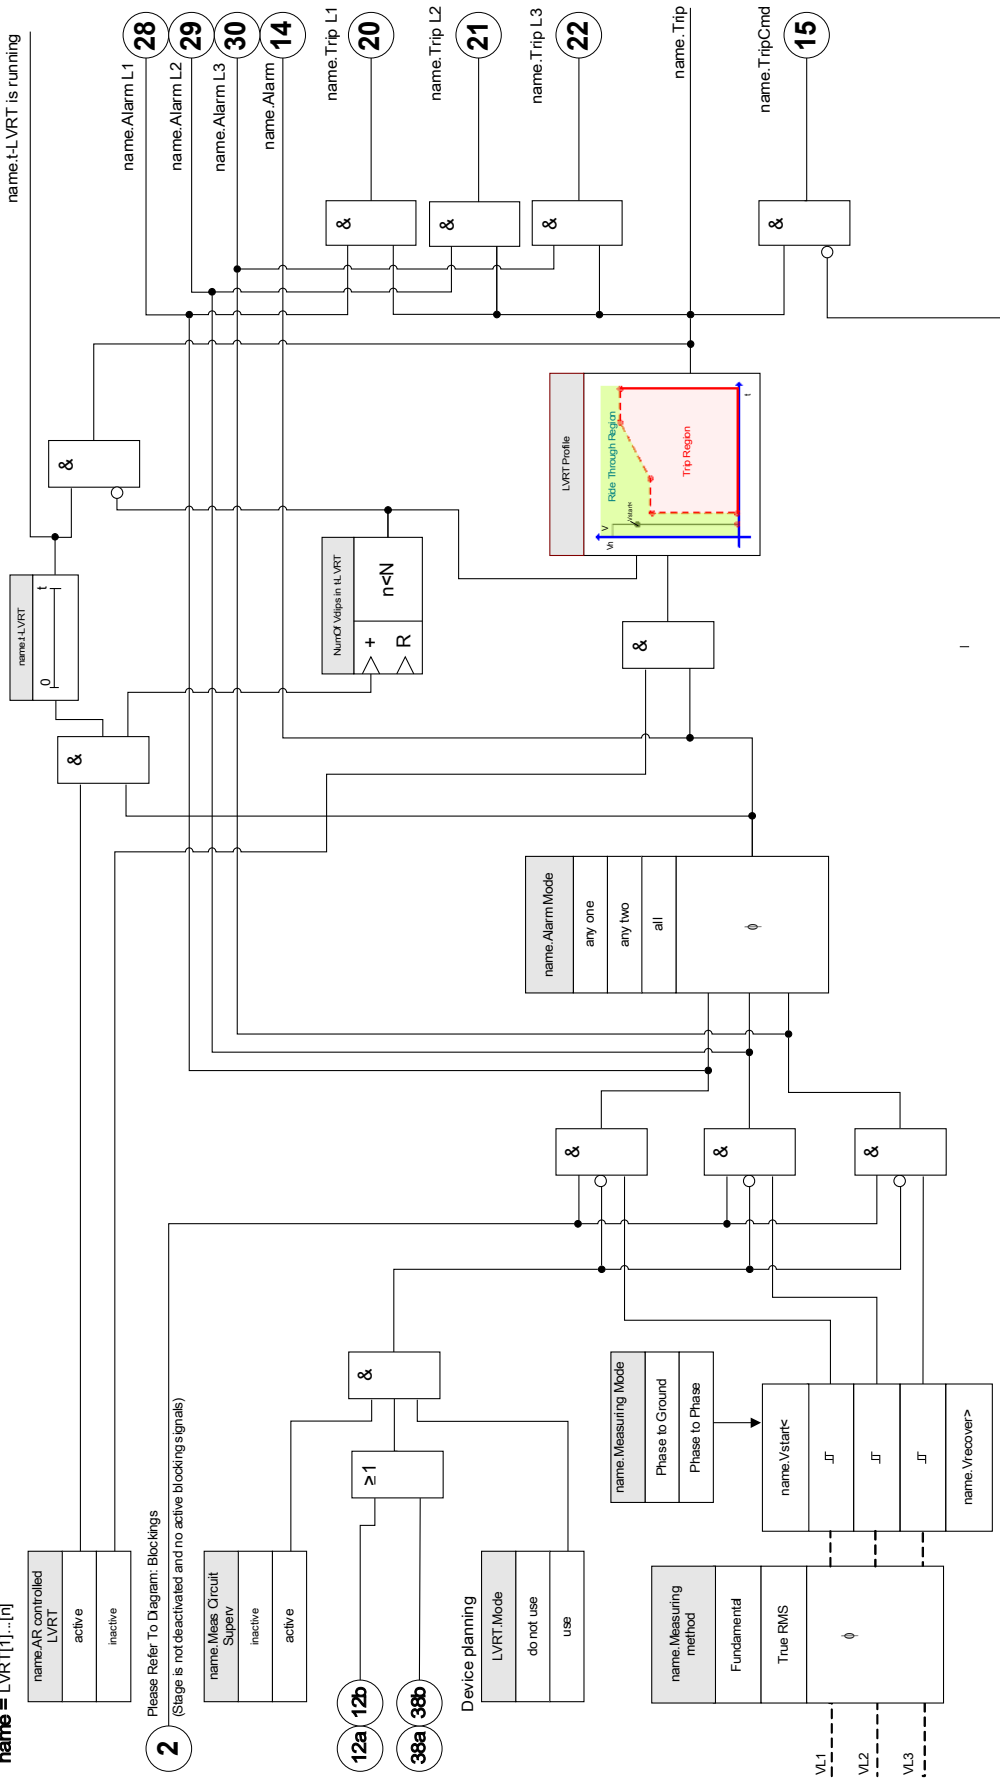 name = LVRT[1]...[n]
name.AR controlled
LVRT
active
inactive
2
Please Refer To Diagram: Blockings
(Stage is not deactivated and no active blocking signals)
name.Meas Circuit
Superv
inactive
active
12a
12b
38a
38b
≥1
&
Device planning
LVRT.Mode
do not use
use
name.Measuring
method
Fundamental
True RMS
ϕ
VL1
VL2
VL3
name.Measuring Mode
Phase to Ground
Phase to Phase
name.Vstart<
name.Vrecover>
&
&
&
name.Alarm Mode
any one
any two
all
ϕ
&
name.t-LVRT
0
t
NumOf Vdips in t-LVRT
+
R
n<N
&
&
LVRT Profile
Vh
V
Vstart<
Ride Through Region
Trip Region
t
&
&
&
&
name.t-LVRT is running
name.Alarm L1
28
name.Alarm L2
29
name.Alarm L3
30
name.Alarm
14
name.Trip L1
20
name.Trip L2
21
name.Trip L3
22
name.Trip
name.TripCmd
15